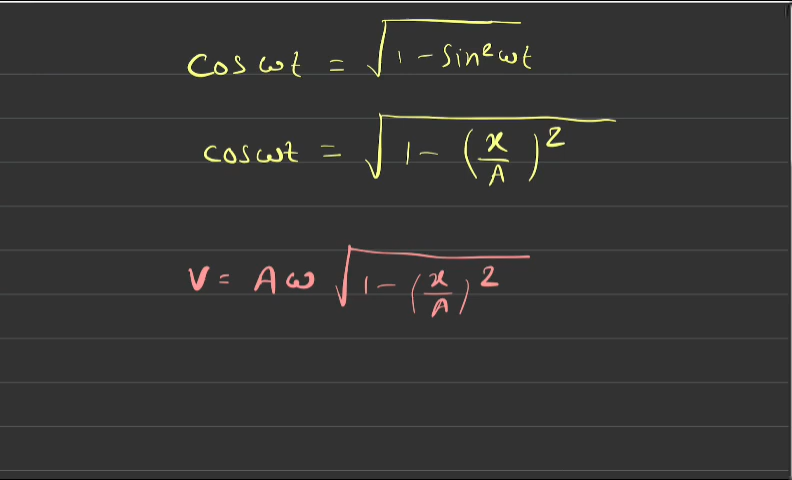 cos ωt = √(1 - sin²ωt)
cos ωt = √(1 - (x/A)²)
v = Aω √(1 - (x/A)²)